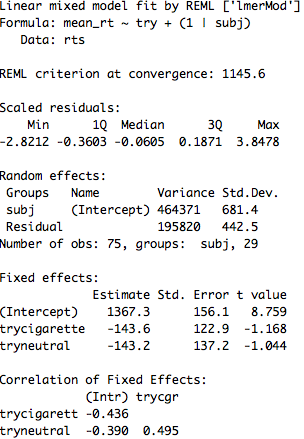 Linear mixed model fit by REML ['lmerMod']
Formula: mean_rt ~ try + (1 | subj)
Data: rts
REML criterion at convergence: 1145.6
Scaled residuals:
Min 1Q Median 3Q Max
-2.8212 -0.3603 -0.0605 0.1871 3.8478
Random effects:
Groups Name Variance Std.Dev.
subj (Intercept) 464371 681.4
Residual 195820 442.5
Number of obs: 75, groups: subj, 29
Fixed effects:
Estimate Std. Error t value
(Intercept) 1367.3 156.1 8.759
trycigarette -143.6 122.9 -1.168
tryneutral -143.2 137.2 -1.044
Correlation of Fixed Effects:
(Intr) trycgr
trycigarett -0.436
tryneutral -0.390 0.495